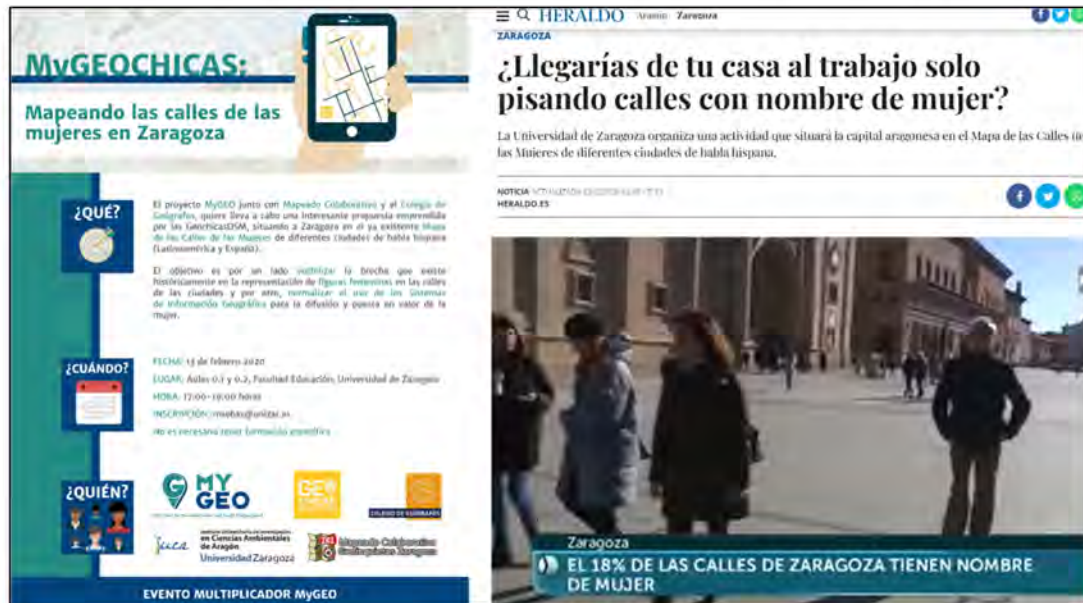 MyGEOCHICAS:
Mapeando las calles de las
mujeres en Zaragoza
¿QUÉ?
El proyecto MyGEO junto con Mapeado Colaborativo y el Colegio de
Geógrafos, quiere lleva a cabo una interesante propuesta emprendida
por las GeochicasOSM, situando a Zaragoza en el ya existente Mapa
de las Calles de las Mujeres de diferentes ciudades de habla hispana
(Latinoamérica y España).
El objetivo es por un lado visibilizar la brecha que existe
históricamente en la representación de figuras femeninas en las calles
de las ciudades y por otro, normalizar el uso de los Sistemas
de Información Geográfica para la difusión y puesta en valor de la
mujer.
¿CUÁNDO?
FECHA: 13 de febrero 2020
LUGAR: Aulas 0.1 y 0.2, Facultad Educación, Universidad de Zaragoza
HORA: 17:00-19:00 horas
INSCRIPCIÓN:
No es necesario tener formación específica
¿QUIÉN?
MY
GEO
COLEGIO DE GEÓGRAFOS
iuca
en Ciencias Ambientales
de Aragón
Universidad Zaragoza
Mapeado Colaborativo
Zaragoza
EVENTO MULTIPLICADOR MyGEO
HERALDO Aragón Zaragoza
ZARAGOZA
¿Llegarías de tu casa al trabajo solo
pisando calles con nombre de mujer?
La Universidad de Zaragoza organiza una actividad que situará la capital aragonesa en el Mapa de las Calles de
las Mujeres de diferentes ciudades de habla hispana.
NOTICIA
HERALDO.ES
Zaragoza
EL 18% DE LAS CALLES DE ZARAGOZA TIENEN NOMBRE
DE MUJER